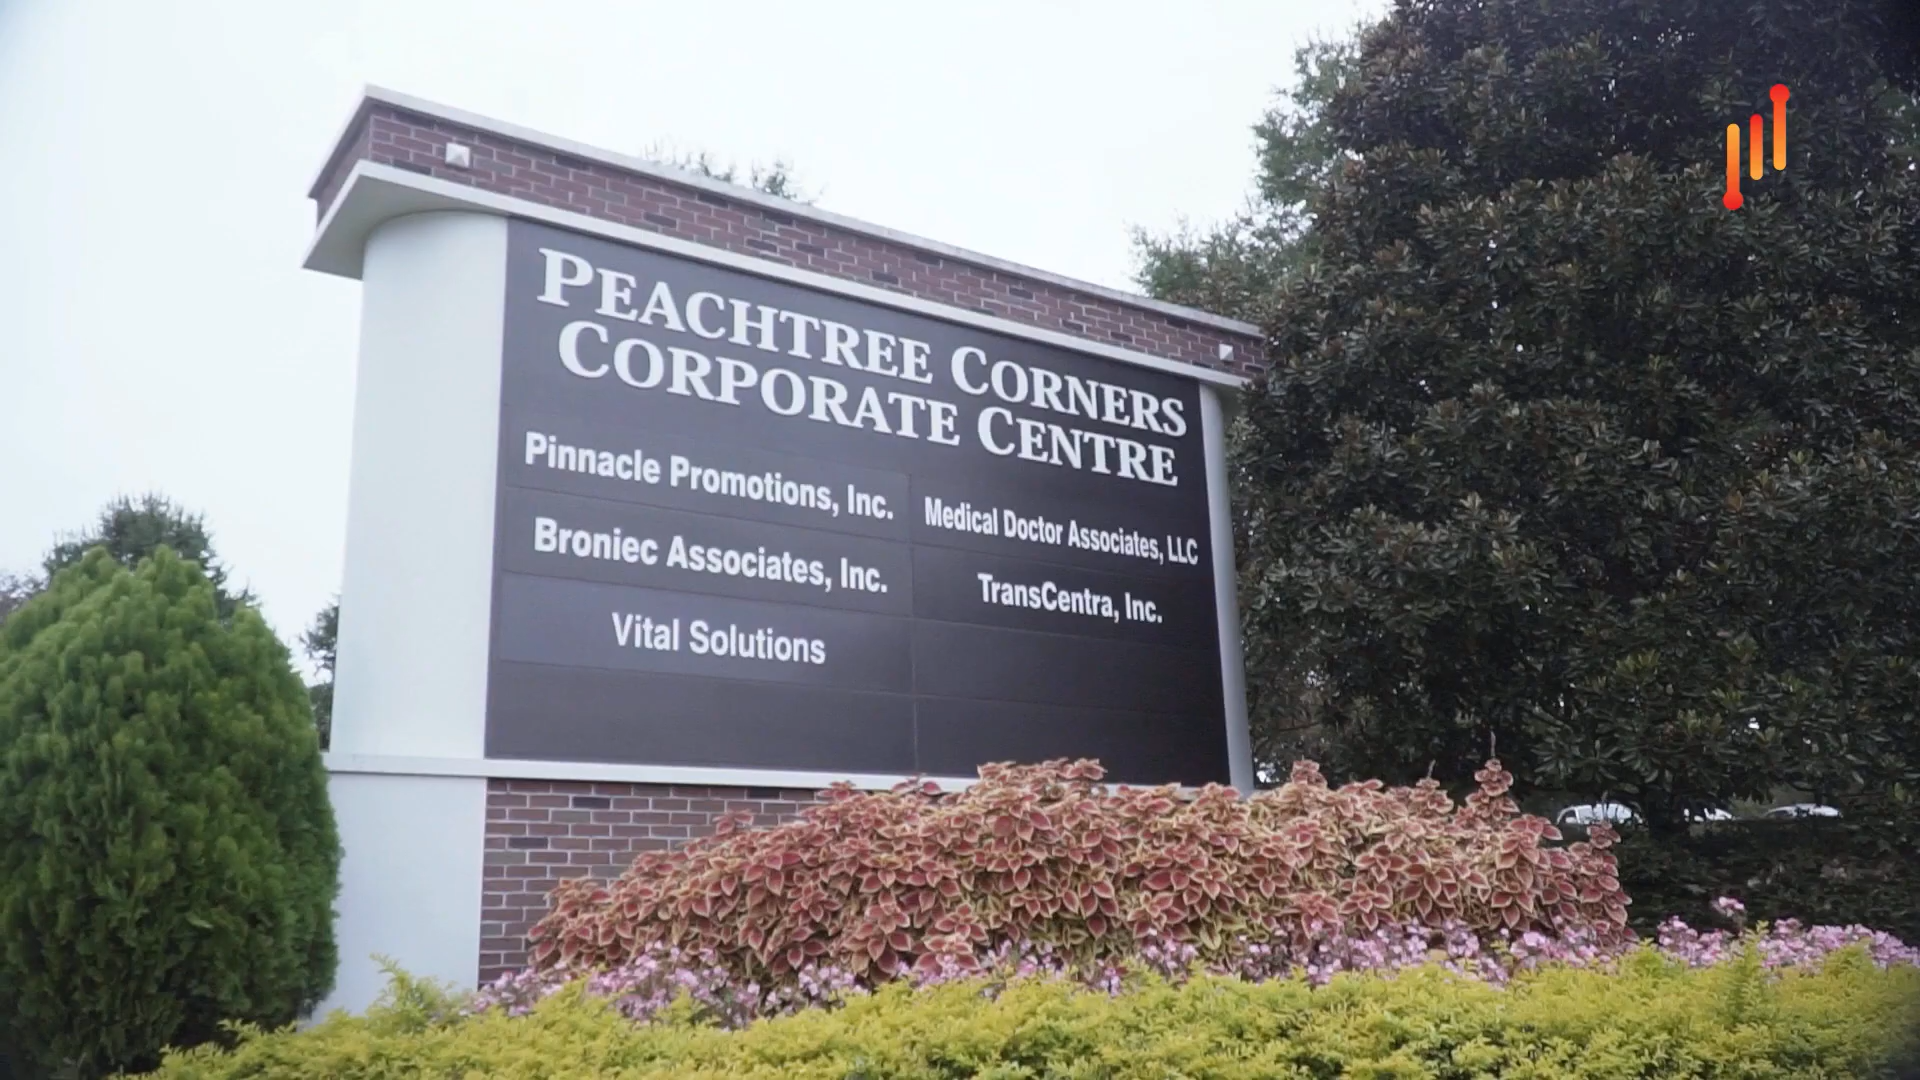 PEACHTREE CORNERS
CORPORATE CENTRE
Pinnacle Promotions, Inc.
Broniec Associates, Inc.
Vital Solutions
Medical Doctor Associates, LLC
TransCentra, Inc.